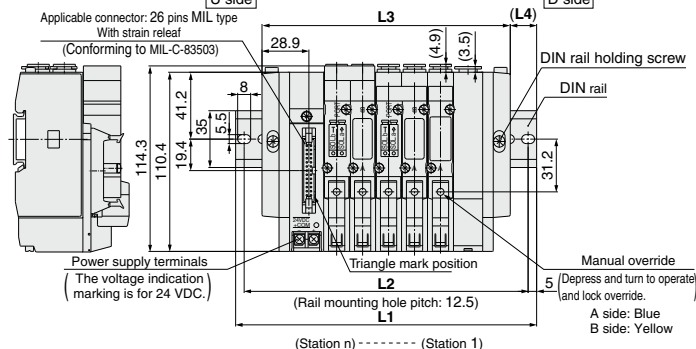 U side
D side
Applicable connector: 26 pins MIL type
With strain releaf
(Conforming to MIL-C-83503)
L3
(L4)
28.9
(4.9)
(3.5)
DIN rail holding screw
DIN rail
8
41.2
5.5
35
19.4
114.3
110.4
31.2
24VDC
+COM
A
A
A
B
B
Power supply terminals
(The voltage indication
marking is for 24 VDC.)
Triangle mark position
Manual override
(Depress and turn to operate
and lock override.)
A side: Blue
B side: Yellow
L2
5
(Rail mounting hole pitch: 12.5)
L1
(Station n) -------- (Station 1)